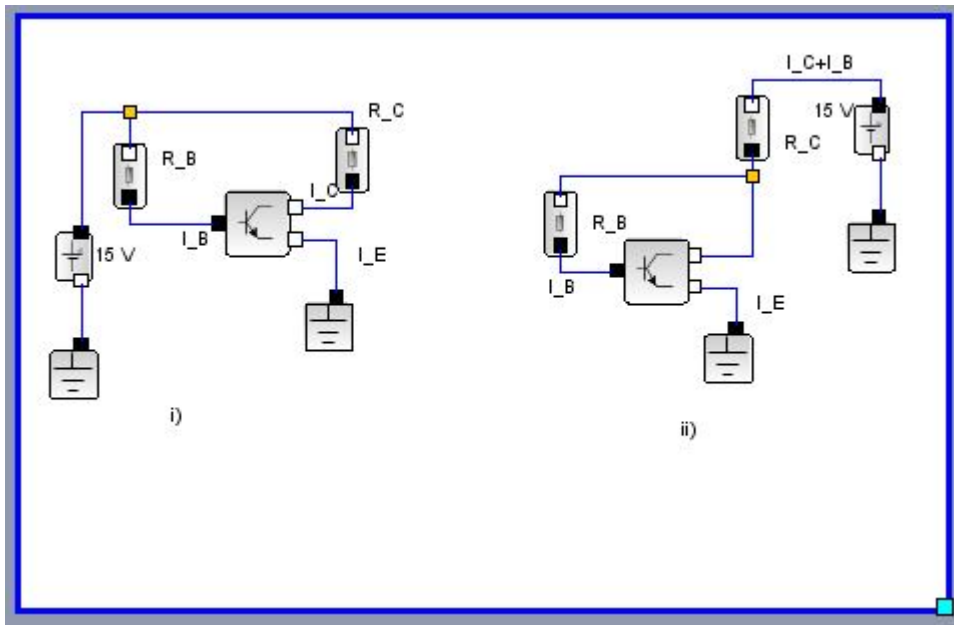 R_C
R_B
I_C
I_B
15 V
I_E
i)
I_C+I_B
15 V
R_C
R_B
I_B
I_E
ii)